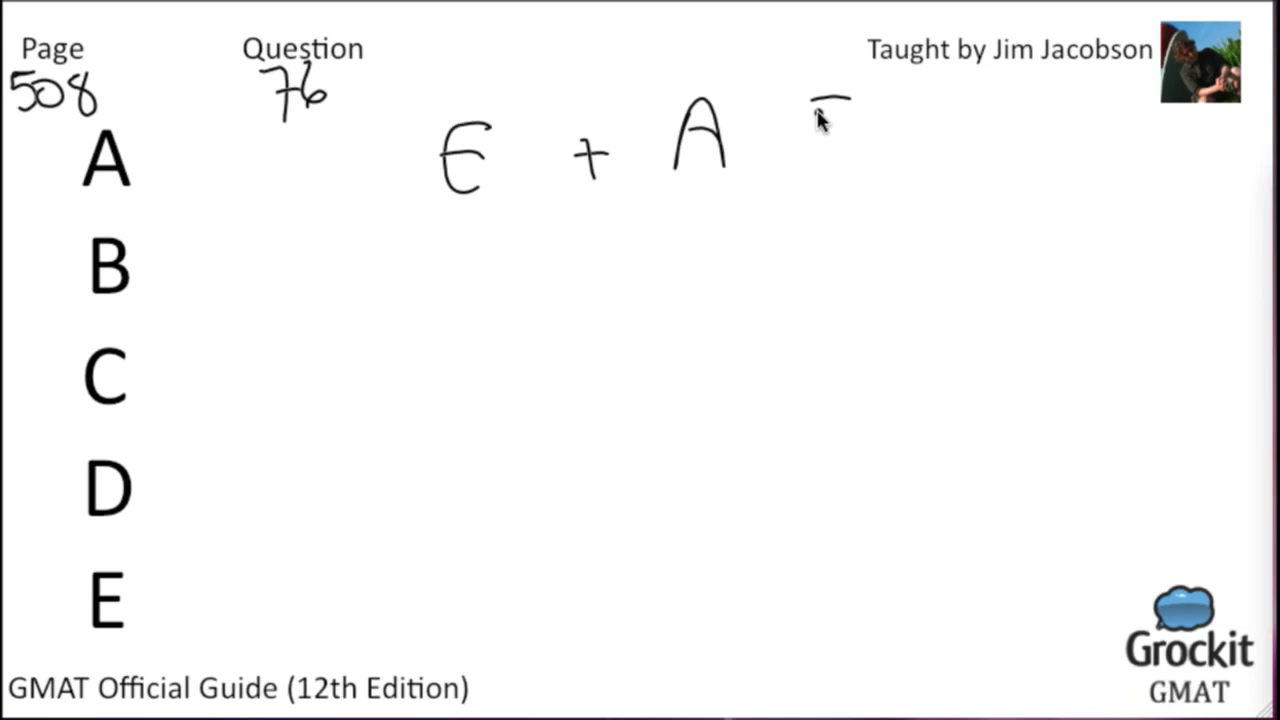 Page Question Taught by Jim Jacobson
508 76
A E + A
B
C
D
E
Grockit
GMAT
GMAT Official Guide (12th Edition)